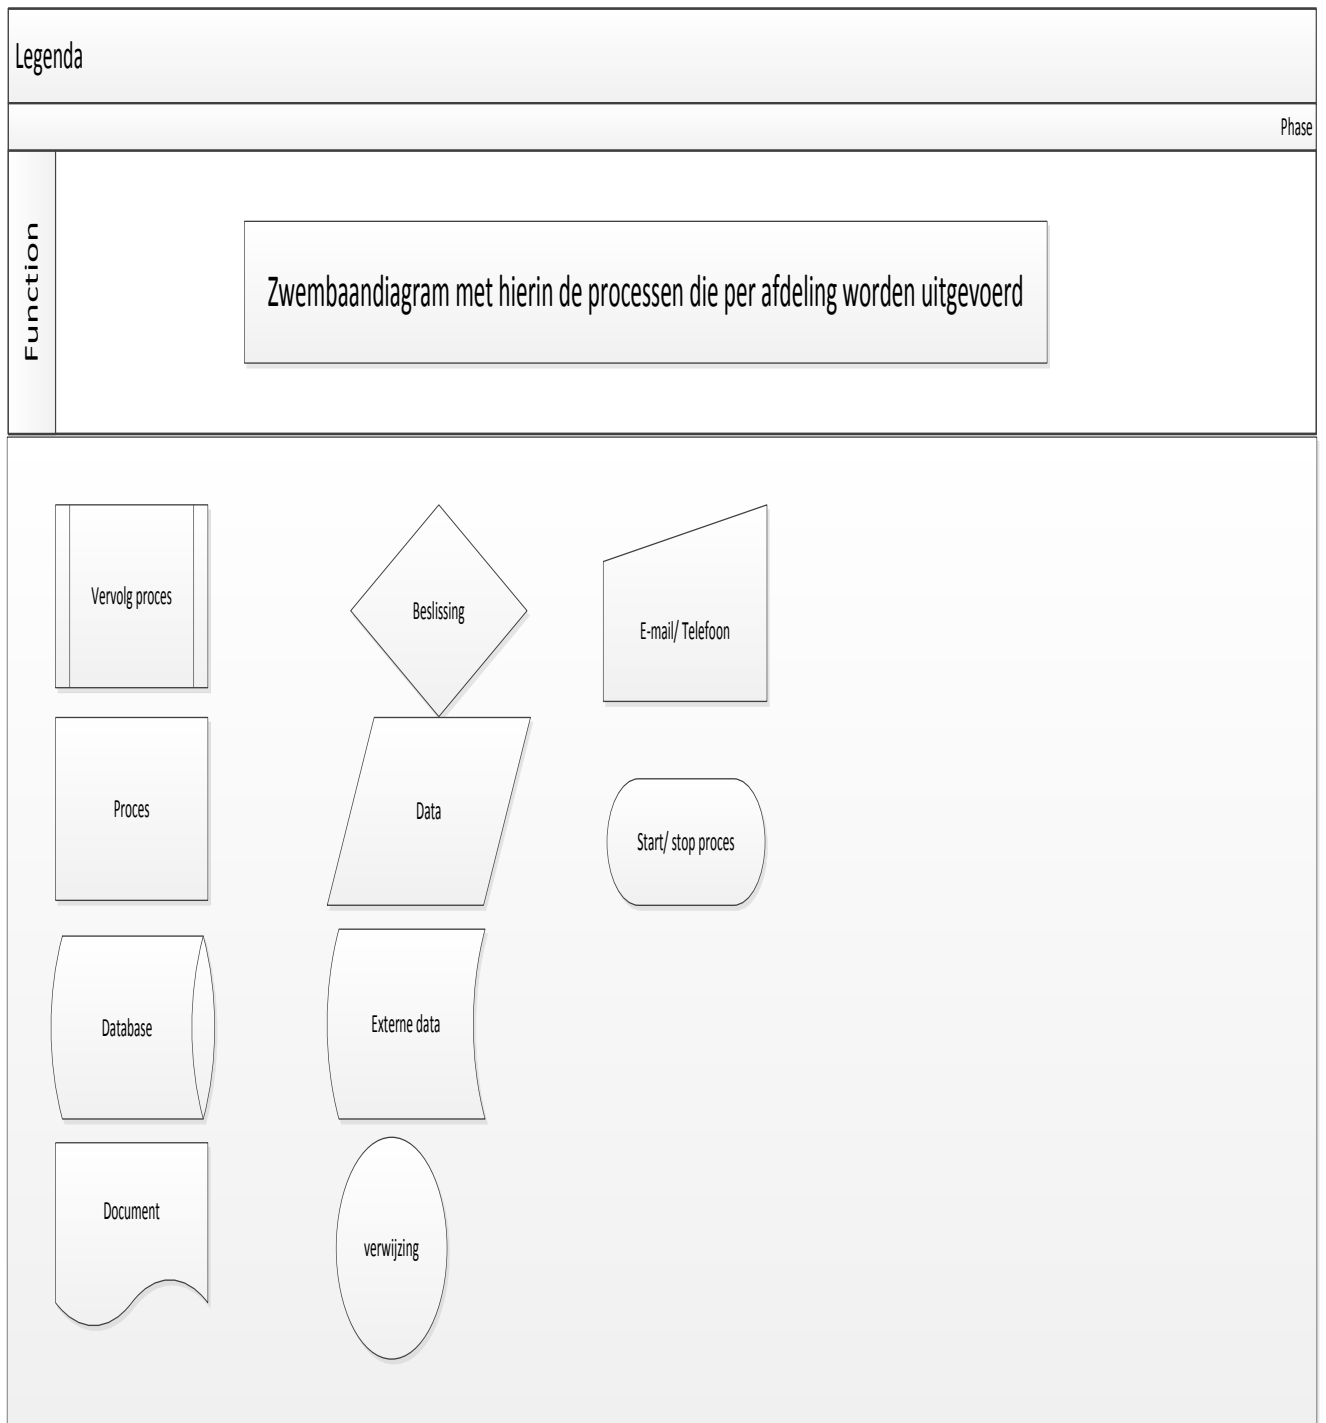 Legenda
Phase
Function
Zwembaandiagram met hierin de processen die per afdeling worden uitgevoerd
Vervolg proces
Beslissing
E-mail/ Telefoon
Proces
Data
Start/ stop proces
Database
Externe data
Document
verwijzing